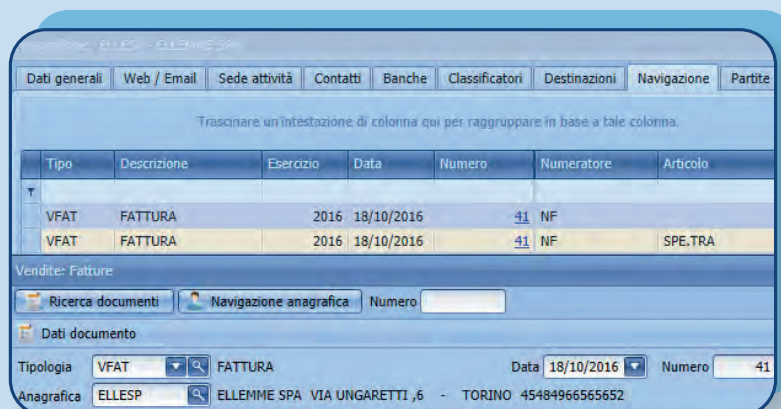 ELLESP - ELLEMME SPA
Dati generali Web / Email Sede attività Contatti Banche Classificatori Destinazioni Navigazione Partite
Trascinare un'intestazione di colonna qui per raggruppare in base a tale colonna.
Tipo Descrizione Esercizio Data Numero Numeratore Articolo
VFAT FATTURA 2016 18/10/2016 41 NF
VFAT FATTURA 2016 18/10/2016 41 NF SPE.TRA
Vendite: Fatture
Ricerca documenti Navigazione anagrafica Numero
Dati documento
Tipologia VFAT FATTURA Data 18/10/2016 Numero 41
Anagrafica ELLESP ELLEMME SPA VIA UNGARETTI ,6 - TORINO 45484966565652